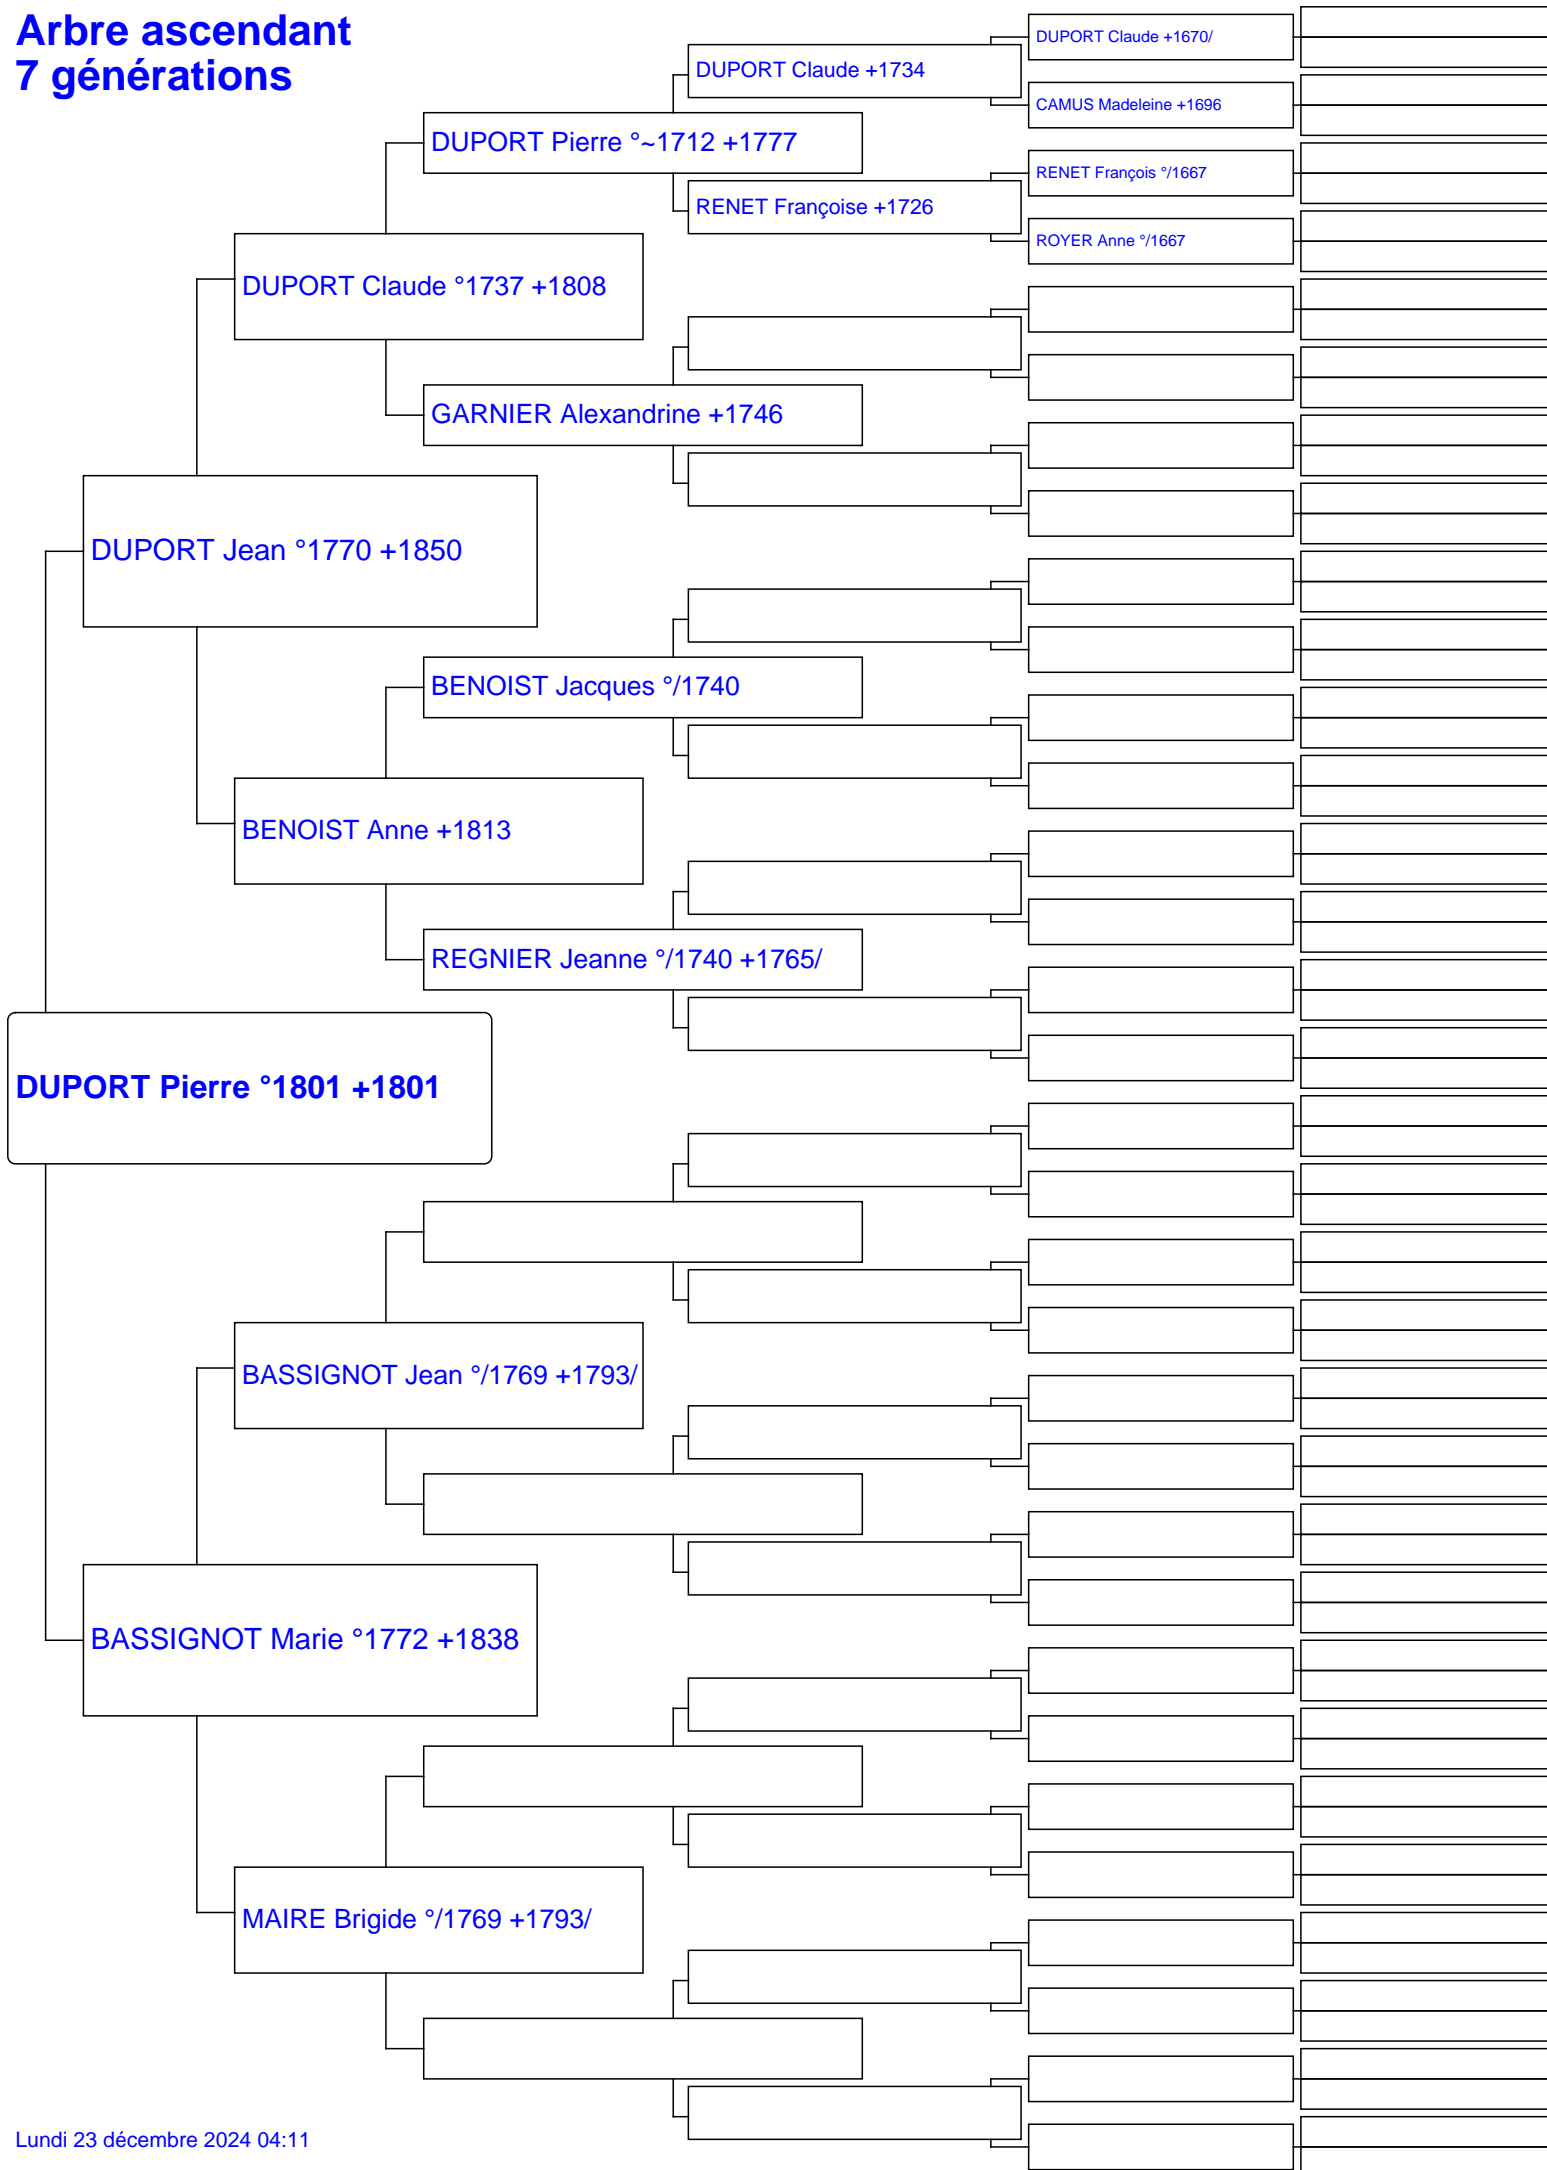 Arbre ascendant
7 générations
DUPORT Claude +1670/
DUPORT Claude +1734
CAMUS Madeleine +1696
DUPORT Pierre °~1712 +1777
RENET François °/1667
RENET Françoise +1726
ROYER Anne °/1667
DUPORT Claude °1737 +1808
GARNIER Alexandrine +1746
DUPORT Jean °1770 +1850
BENOIST Jacques °/1740
BENOIST Anne +1813
REGNIER Jeanne °/1740 +1765/
DUPORT Pierre °1801 +1801
BASSIGNOT Jean °/1769 +1793/
BASSIGNOT Marie °1772 +1838
MAIRE Brigide °/1769 +1793/
Lundi 23 décembre 2024 04:11